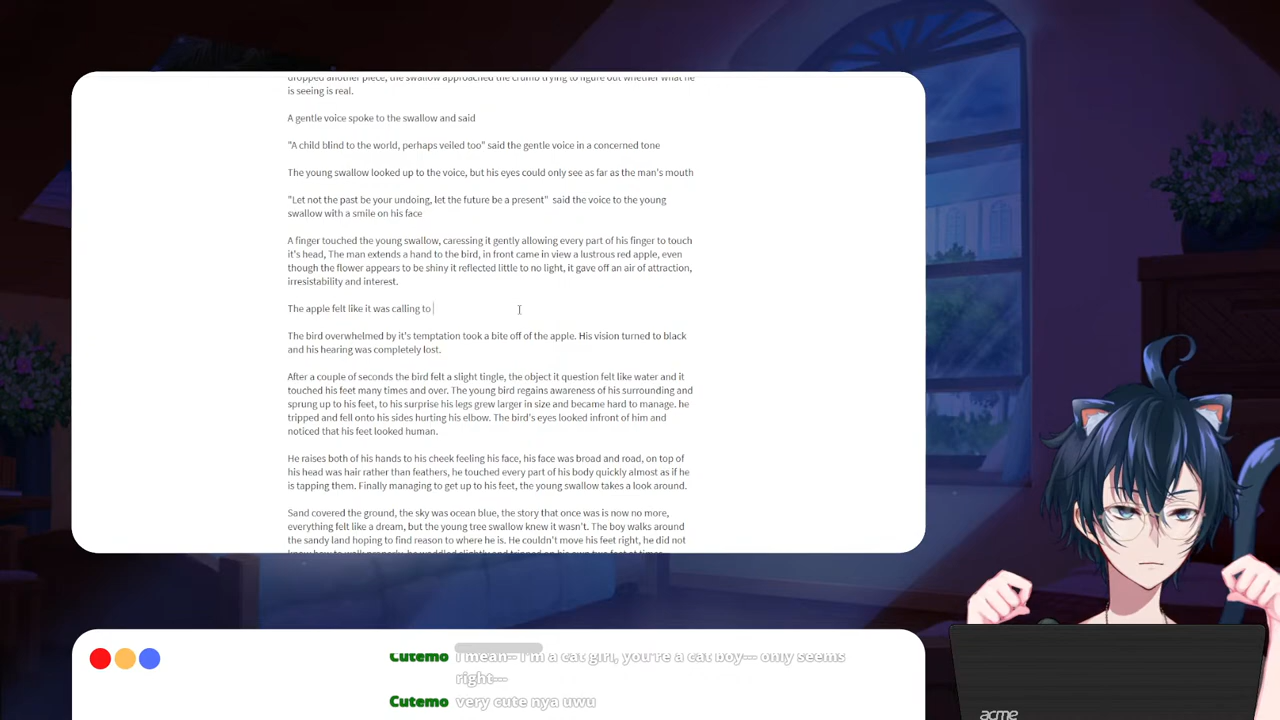 dropped another piece, the swallow approached the crumb trying to figure out whether what he
is seeing is real.
A gentle voice spoke to the swallow and said
"A child blind to the world, perhaps veiled too" said the gentle voice in a concerned tone
The young swallow looked up to the voice, but his eyes could only see as far as the man's mouth
"Let not the past be your undoing, let the future be a present"  said the voice to the young
swallow with a smile on his face
A finger touched the young swallow, caressing it gently allowing every part of his finger to touch
it's head, The man extends a hand to the bird, in front came in view a lustrous red apple, even
though the flower appears to be shiny it reflected little to no light, it gave off an air of attraction,
irresistability and interest.
The apple felt like it was calling to
The bird overwhelmed by it's temptation took a bite off of the apple. His vision turned to black
and his hearing was completely lost.
After a couple of seconds the bird felt a slight tingle, the object it question felt like water and it
touched his feet many times and over. The young bird regains awareness of his surrounding and
sprung up to his feet, to his surprise his legs grew larger in size and became hard to manage. he
tripped and fell onto his sides hurting his elbow. The bird's eyes looked infront of him and
noticed that his feet looked human.
He raises both of his hands to his cheek feeling his face, his face was broad and road, on top of
his head was hair rather than feathers, he touched every part of his body quickly almost as if he
is tapping them. Finally managing to get up to his feet, the young swallow takes a look around.
Sand covered the ground, the sky was ocean blue, the story that once was is now no more,
everything felt like a dream, but the young tree swallow knew it wasn't. The boy walks around
the sandy land hoping to find reason to where he is. He couldn't move his feet right, he did not
know how to walk properly, he waddled slightly and tripped on his own two feet at times
Cutemo I mean-- I'm a cat girl, you're a cat boy--- only seems
right---
Cutemo very cute nya uwu
acme